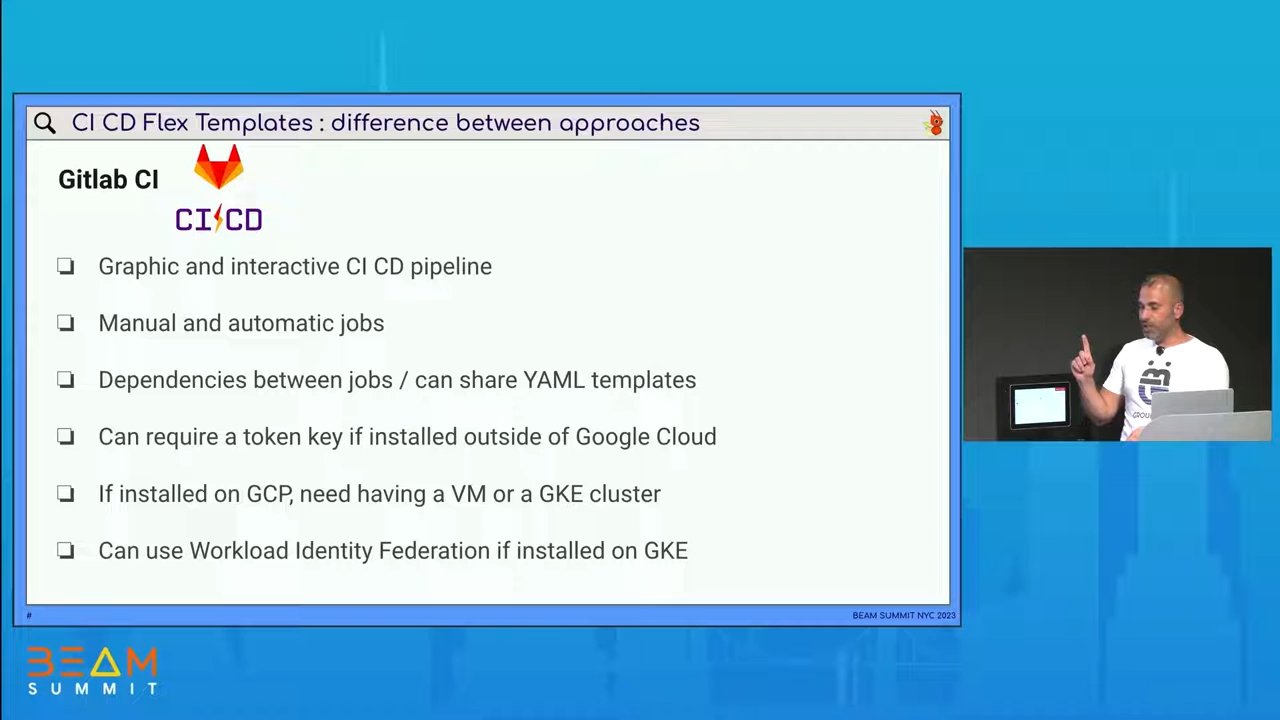 CI CD Flex Templates : difference between approaches
Gitlab CI
CI CD
Graphic and interactive CI CD pipeline
Manual and automatic jobs
Dependencies between jobs / can share YAML templates
Can require a token key if installed outside of Google Cloud
If installed on GCP, need having a VM or a GKE cluster
Can use Workload Identity Federation if installed on GKE
#
BEAM SUMMIT NYC 2023
BEAM
SUMMIT